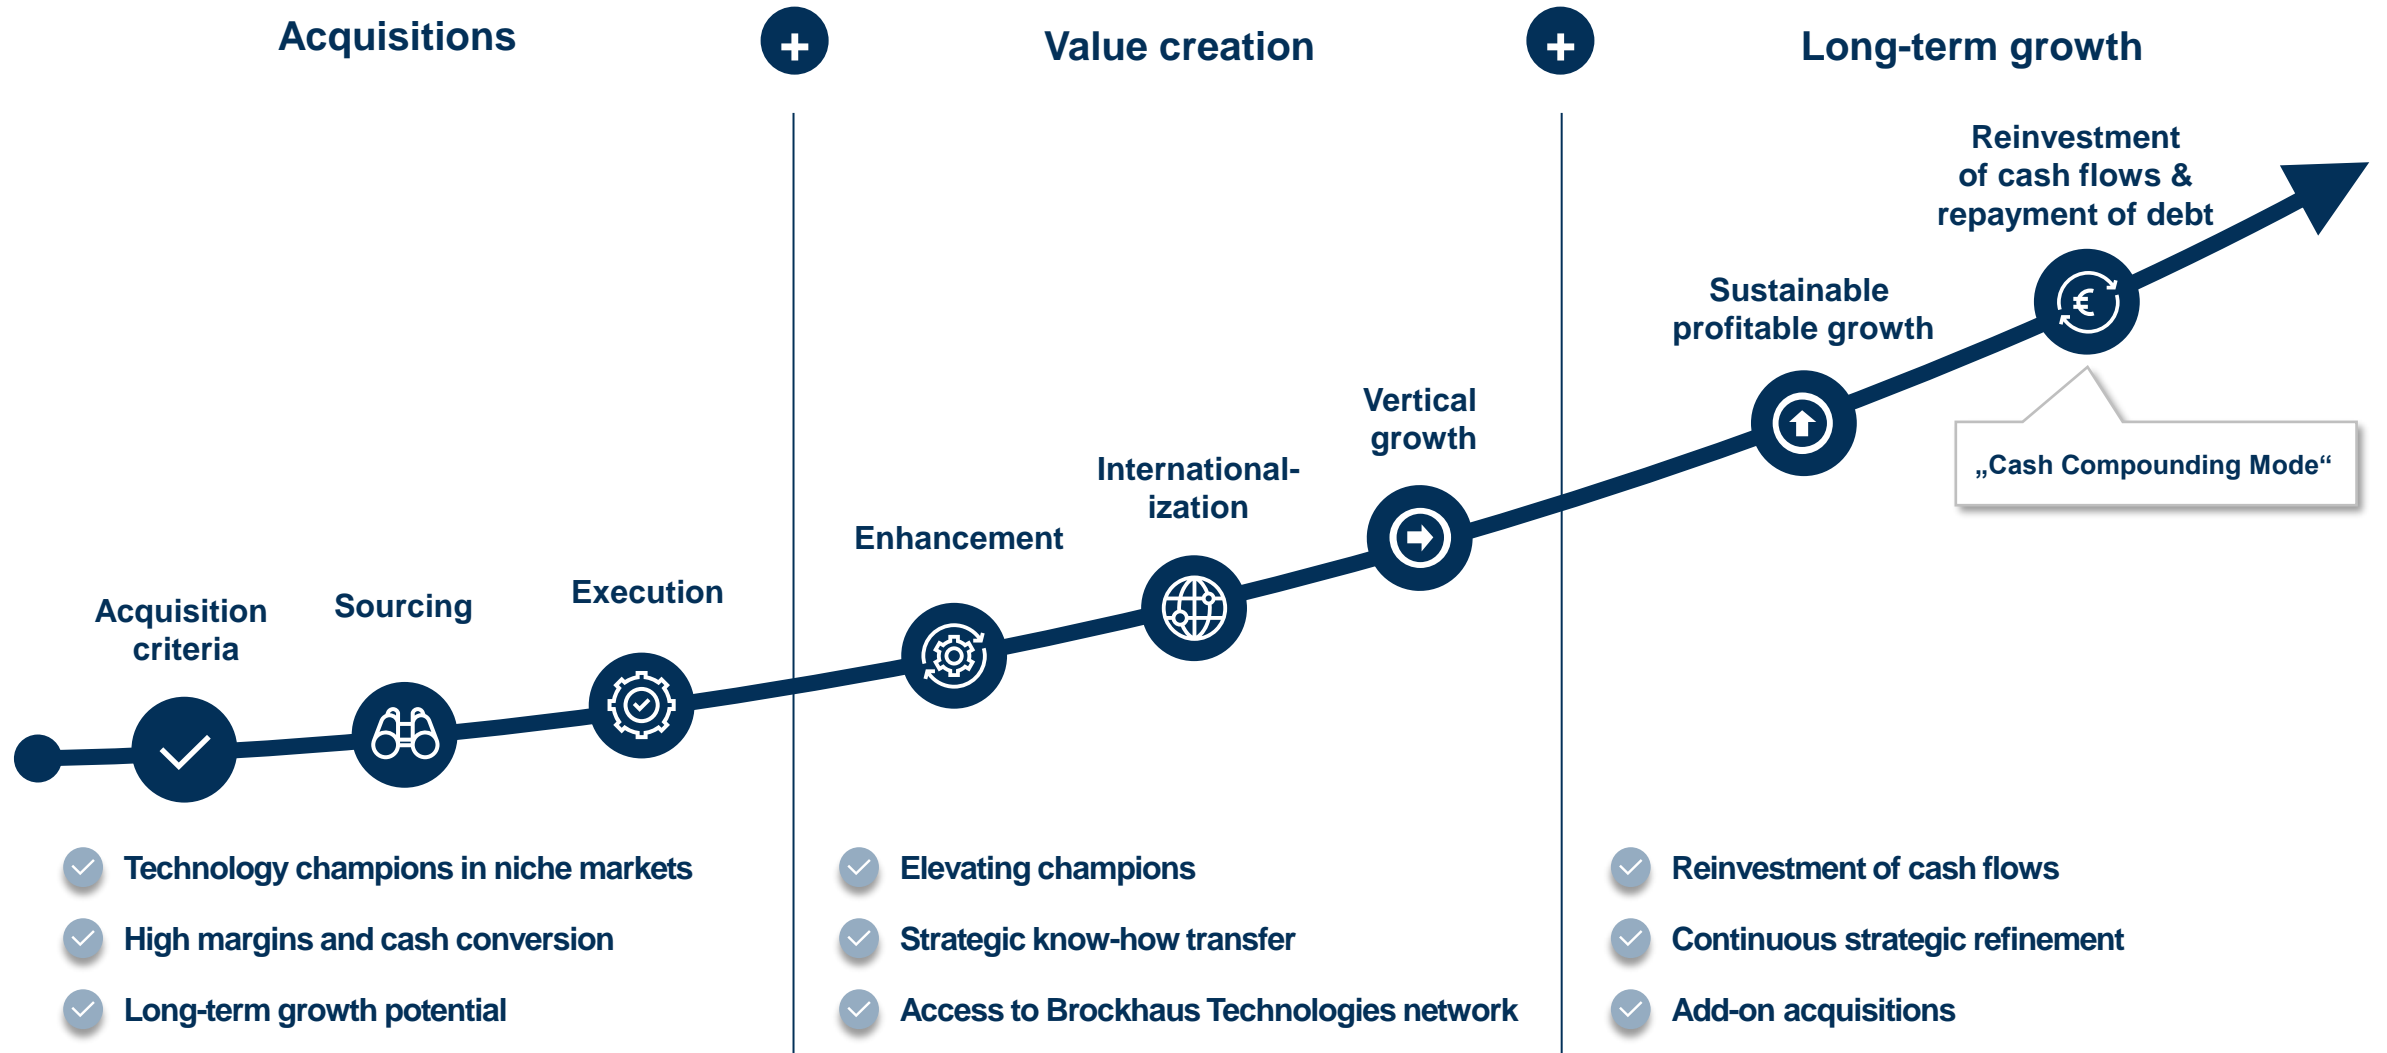 Acquisitions
+
Value creation
+
Long-term growth
Acquisition
criteria
Sourcing
Execution
Enhancement
International-
ization
Vertical
growth
Sustainable
profitable growth
Reinvestment
of cash flows &
repayment of debt
€
„Cash Compounding Mode“
Technology champions in niche markets
High margins and cash conversion
Long-term growth potential
Elevating champions
Strategic know-how transfer
Access to Brockhaus Technologies network
Reinvestment of cash flows
Continuous strategic refinement
Add-on acquisitions